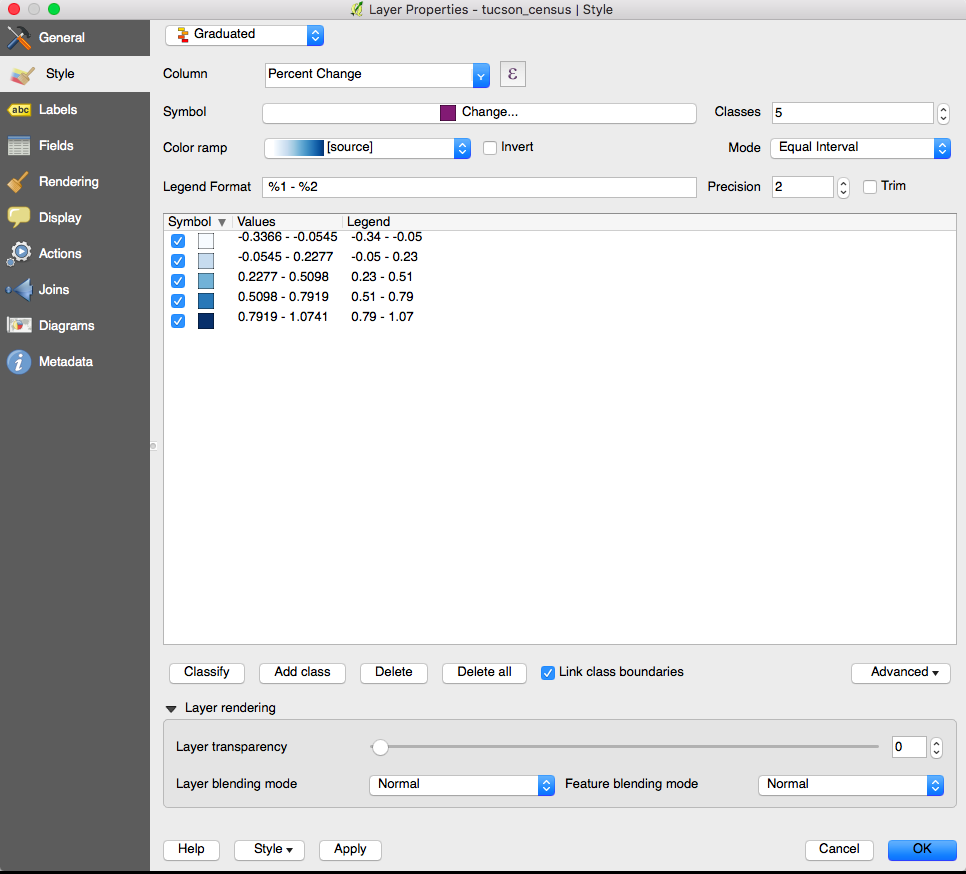 Layer Properties - tucson_census | Style
General
Style
Labels
Fields
Rendering
Display
Actions
Joins
Diagrams
Metadata
Graduated
Column Percent Change ε
Symbol Change... Classes 5
Color ramp [source] Invert Mode Equal Interval
Legend Format %1 - %2 Precision 2 Trim
Symbol ▼ Values Legend
-0.3366 - -0.0545 -0.34 - -0.05
-0.0545 - 0.2277 -0.05 - 0.23
0.2277 - 0.5098 0.23 - 0.51
0.5098 - 0.7919 0.51 - 0.79
0.7919 - 1.0741 0.79 - 1.07
Classify Add class Delete Delete all Link class boundaries Advanced
Layer rendering
Layer transparency 0
Layer blending mode Normal Feature blending mode Normal
Help Style Apply Cancel OK
abc
i